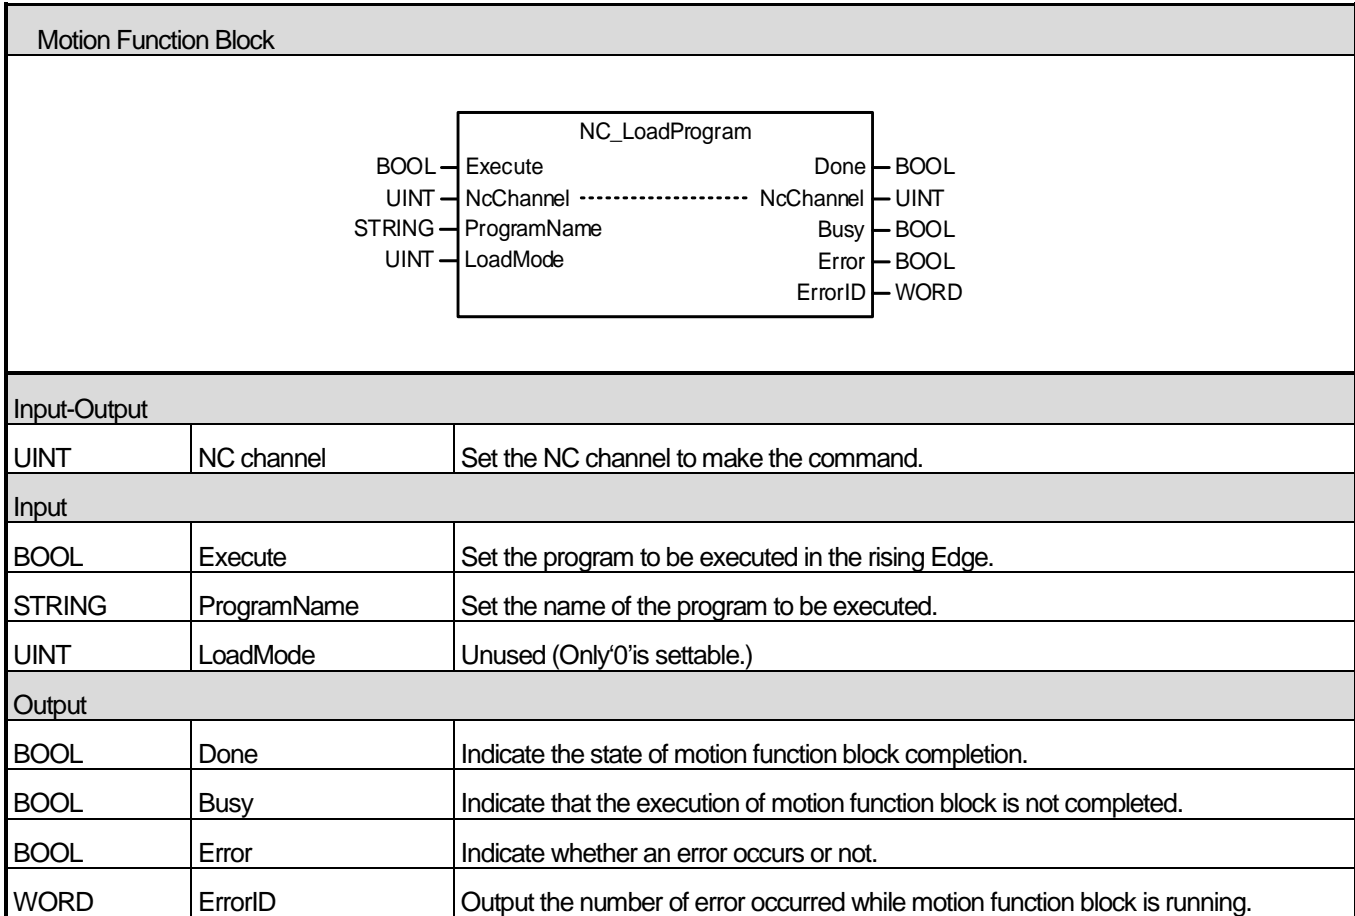 Motion Function Block
NC_LoadProgram
BOOL Execute Done BOOL
UINT NcChannel NcChannel UINT
STRING ProgramName Busy BOOL
UINT LoadMode Error BOOL
ErrorID WORD
Input-Output
UINT NC channel Set the NC channel to make the command.
Input
BOOL Execute Set the program to be executed in the rising Edge.
STRING ProgramName Set the name of the program to be executed.
UINT LoadMode Unused (Only‘0’is settable.)
Output
BOOL Done Indicate the state of motion function block completion.
BOOL Busy Indicate that the execution of motion function block is not completed.
BOOL Error Indicate whether an error occurs or not.
WORD ErrorID Output the number of error occurred while motion function block is running.